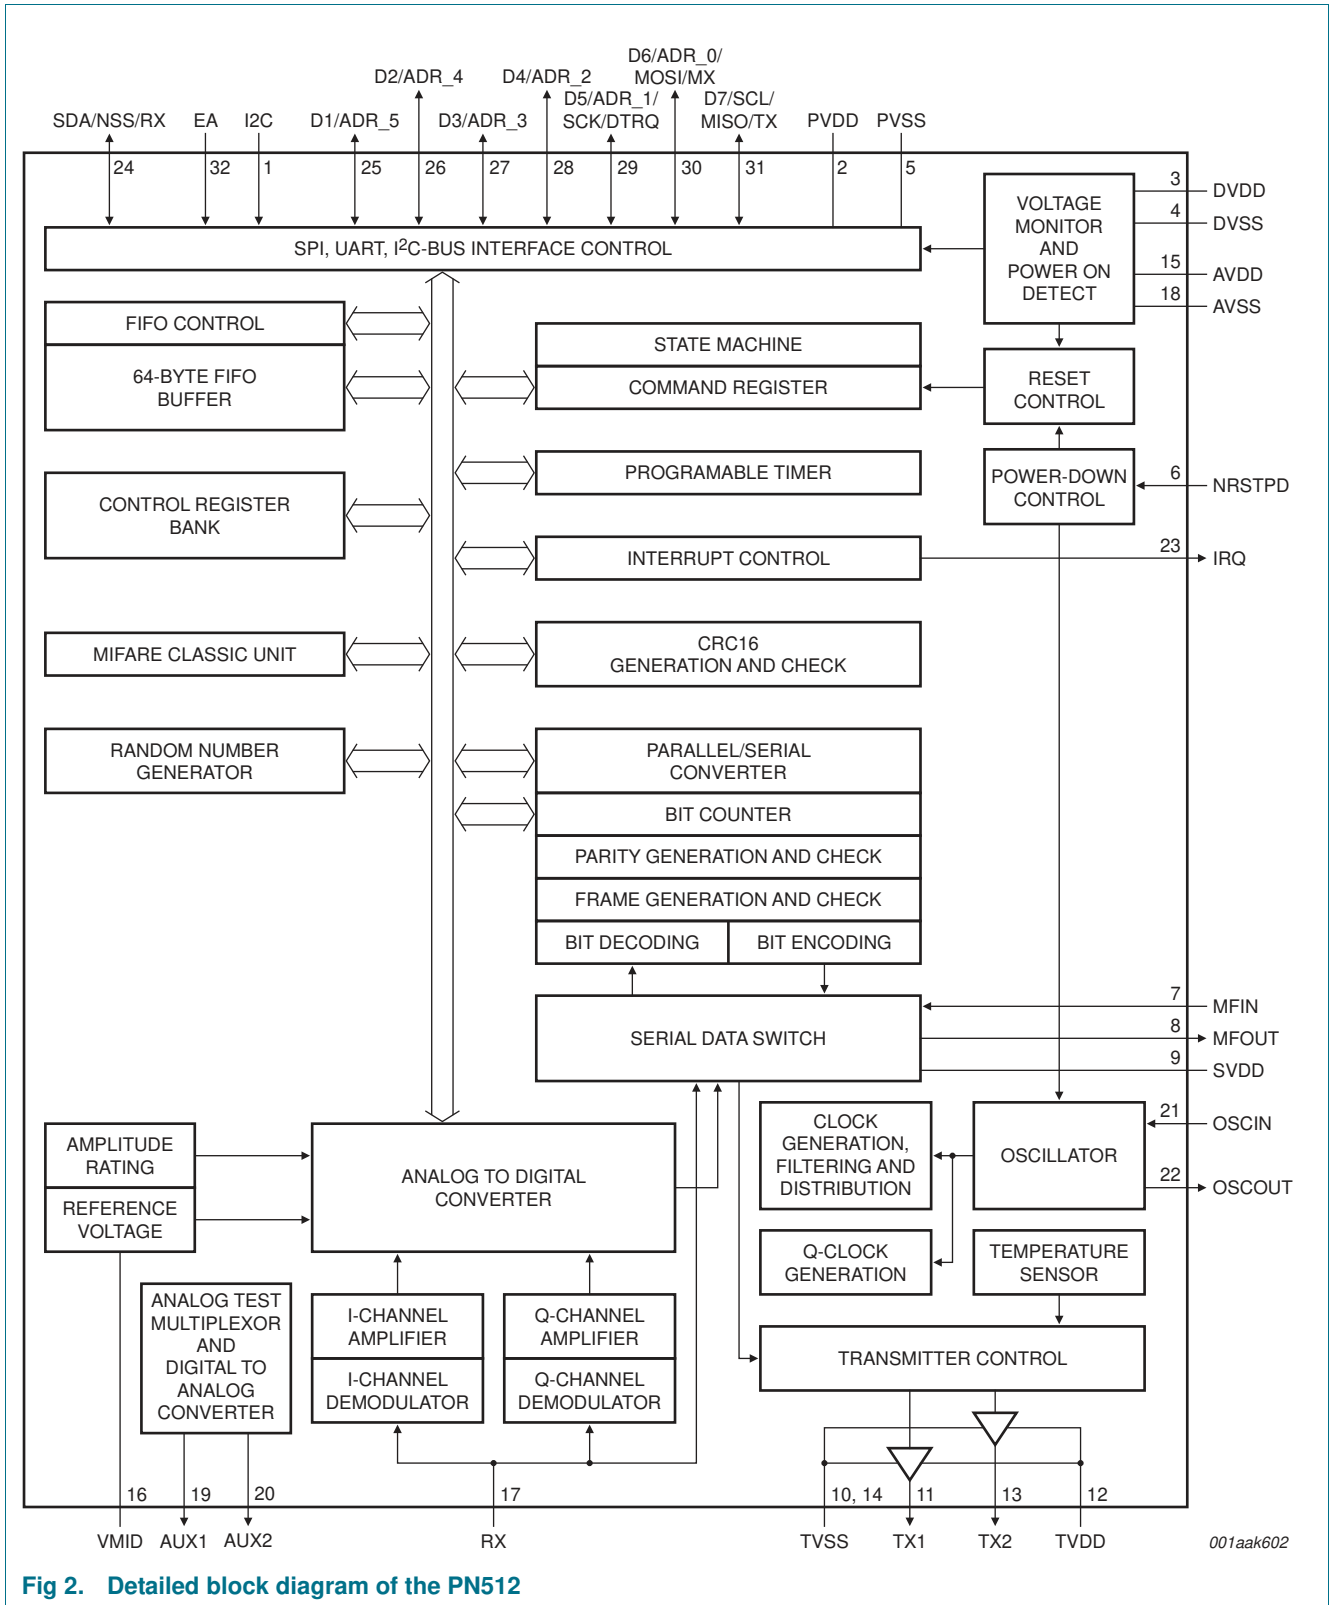 D6/ADR_0/
MOSI/MX
D2/ADR_4
D4/ADR_2
D5/ADR_1/
SCK/DTRQ
D7/SCL/
MISO/TX
SDA/NSS/RX
EA
I2C
D1/ADR_5
D3/ADR_3
PVDD
PVSS
24
32
1
25
26
27
28
29
30
31
2
5
VOLTAGE
MONITOR
AND
POWER ON
DETECT
3
DVDD
4
DVSS
15
AVDD
18
AVSS
SPI, UART, I2C-BUS INTERFACE CONTROL
FIFO CONTROL
64-BYTE FIFO
BUFFER
STATE MACHINE
COMMAND REGISTER
RESET
CONTROL
CONTROL REGISTER
BANK
PROGRAMABLE TIMER
POWER-DOWN
CONTROL
6
NRSTPD
INTERRUPT CONTROL
23
IRQ
MIFARE CLASSIC UNIT
CRC16
GENERATION AND CHECK
RANDOM NUMBER
GENERATOR
PARALLEL/SERIAL
CONVERTER
BIT COUNTER
PARITY GENERATION AND CHECK
FRAME GENERATION AND CHECK
BIT DECODING
BIT ENCODING
SERIAL DATA SWITCH
7
MFIN
8
MFOUT
9
SVDD
AMPLITUDE
RATING
REFERENCE
VOLTAGE
ANALOG TO DIGITAL
CONVERTER
CLOCK
GENERATION,
FILTERING AND
DISTRIBUTION
OSCILLATOR
21
OSCIN
22
OSCOUT
Q-CLOCK
GENERATION
TEMPERATURE
SENSOR
ANALOG TEST
MULTIPLEXOR
AND
DIGITAL TO
ANALOG
CONVERTER
I-CHANNEL
AMPLIFIER
I-CHANNEL
DEMODULATOR
Q-CHANNEL
AMPLIFIER
Q-CHANNEL
DEMODULATOR
TRANSMITTER CONTROL
16
19
20
17
10, 14
11
13
12
VMID
AUX1
AUX2
RX
TVSS
TX1
TX2
TVDD
001aak602
Fig 2. Detailed block diagram of the PN512